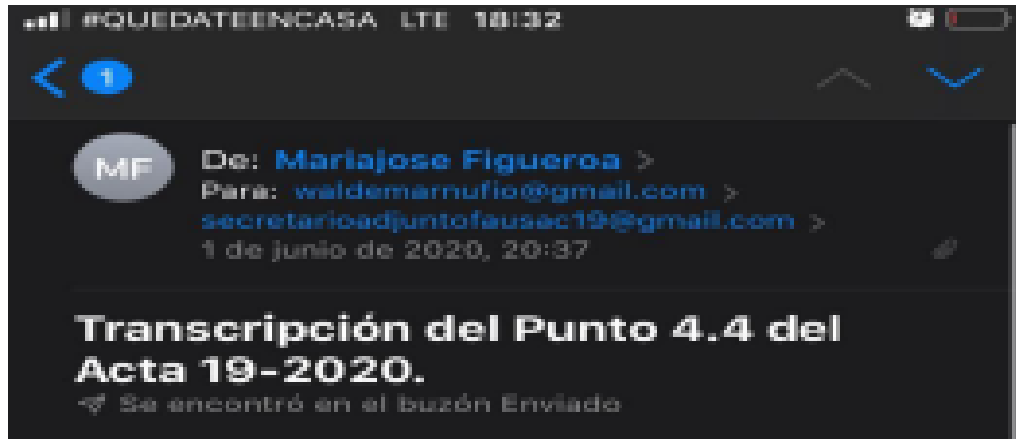 #QUEDATEENCASA LTE 18:32
1
MF
De: Mariajose Figueroa >
Para: waldemarnufio@gmail.com >
secretarioadjuntofausac19@gmail.com >
1 de junio de 2020, 20:37
Transcripción del Punto 4.4 del
Acta 19-2020.
Se encontró en el buzón Enviado